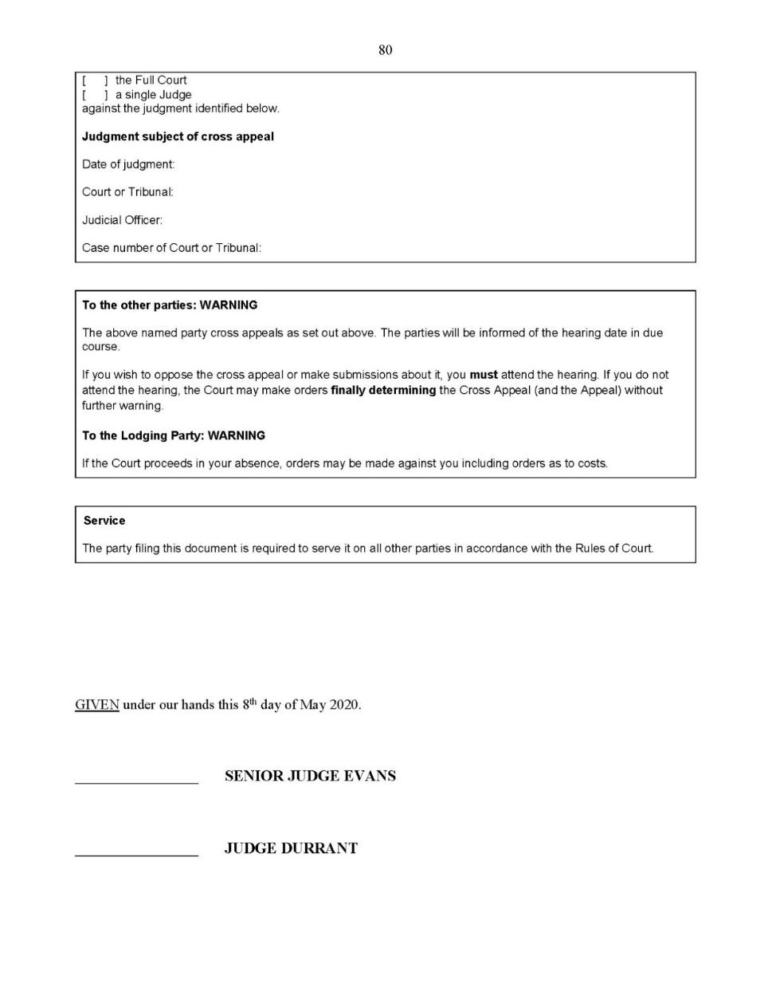 80
[ ] the Full Court
[ ] a single Judge
against the judgment identified below.
Judgment subject of cross appeal
Date of judgment:
Court or Tribunal:
Judicial Officer:
Case number of Court or Tribunal:
To the other parties: WARNING
The above named party cross appeals as set out above. The parties will be informed of the hearing date in due
course.
If you wish to oppose the cross appeal or make submissions about it, you must attend the hearing. If you do not
attend the hearing, the Court may make orders finally determining the Cross Appeal (and the Appeal) without
further warning.
To the Lodging Party: WARNING
If the Court proceeds in your absence, orders may be made against you including orders as to costs.
Service
The party filing this document is required to serve it on all other parties in accordance with the Rules of Court.
GIVEN under our hands this 8th day of May 2020.
SENIOR JUDGE EVANS
JUDGE DURRANT